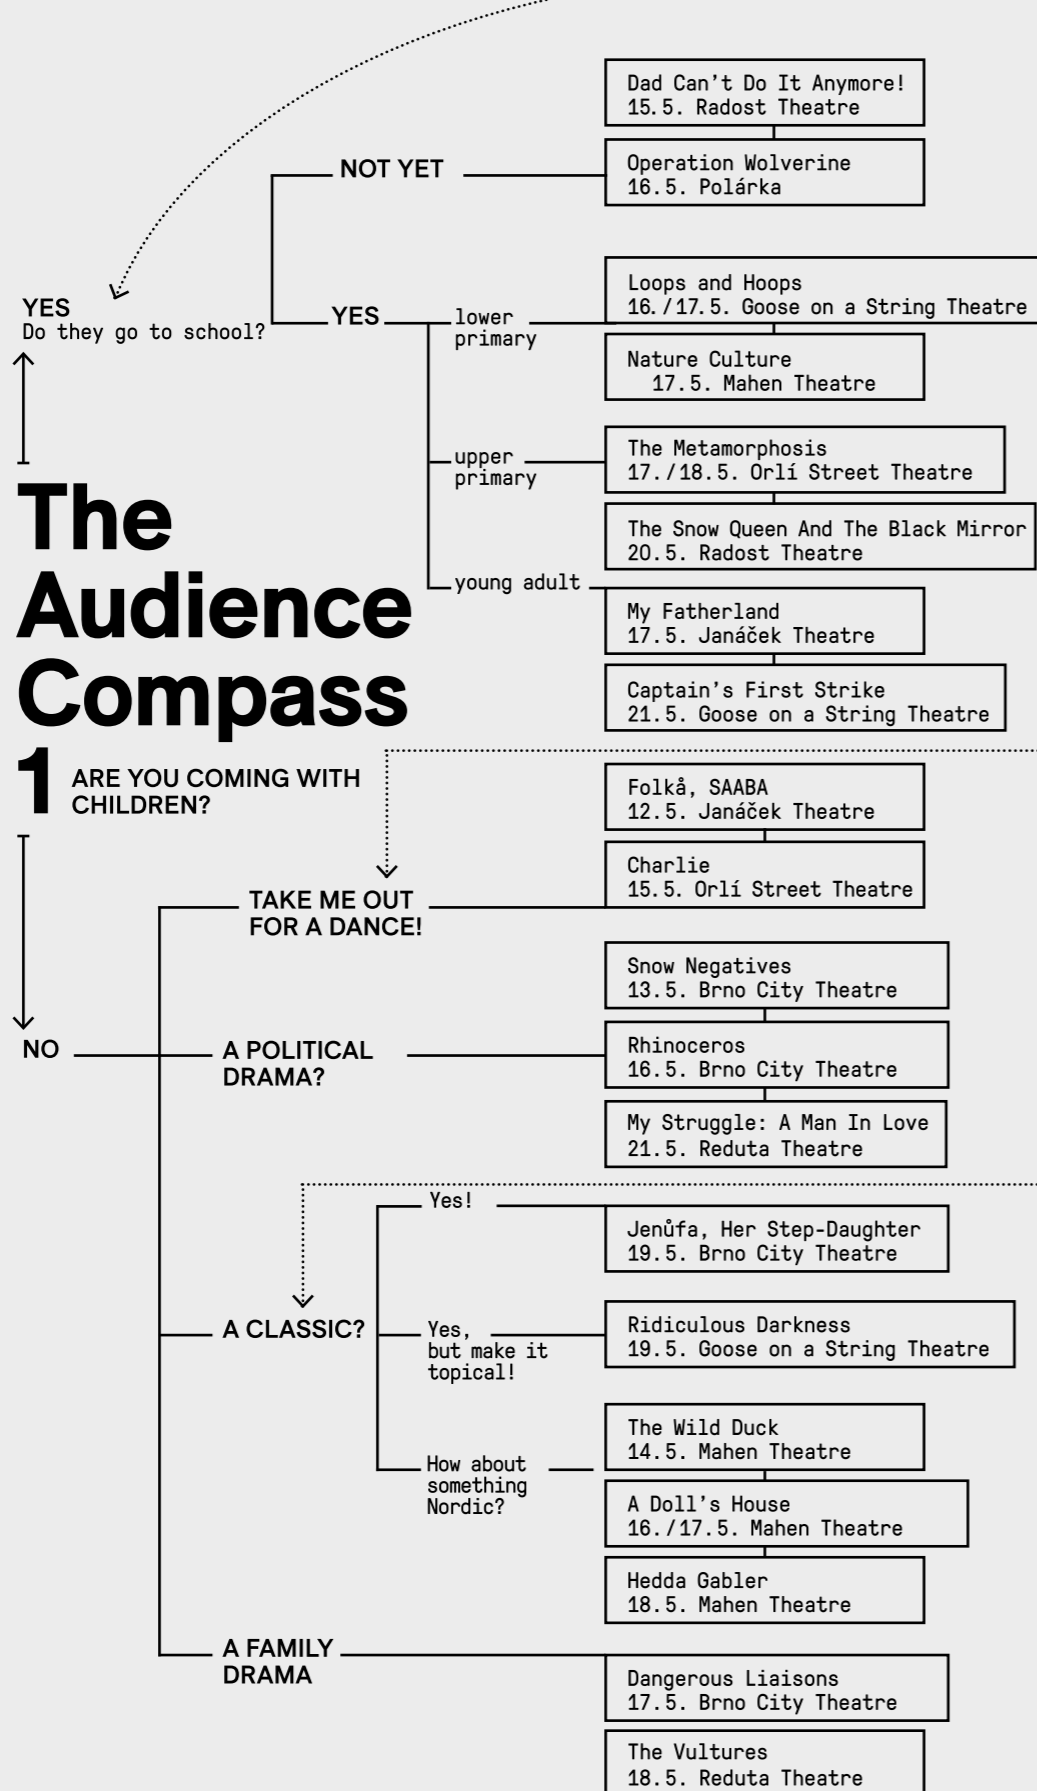 Dad Can't Do It Anymore!
15.5. Radost Theatre
NOT YET
Operation Wolverine
16.5. Polárka
YES
Do they go to school?
YES
lower
primary
Loops and Hoops
16./17.5. Goose on a String Theatre
Nature Culture
17.5. Mahen Theatre
upper
primary
The Metamorphosis
17./18.5. Orlí Street Theatre
The Snow Queen And The Black Mirror
20.5. Radost Theatre
young adult
My Fatherland
17.5. Janáček Theatre
Captain's First Strike
21.5. Goose on a String Theatre
The
Audience
Compass
1 ARE YOU COMING WITH
CHILDREN?
Folkå, SAABA
12.5. Janáček Theatre
Charlie
15.5. Orlí Street Theatre
TAKE ME OUT
FOR A DANCE!
Snow Negatives
13.5. Brno City Theatre
NO
A POLITICAL
DRAMA?
Rhinoceros
16.5. Brno City Theatre
My Struggle: A Man In Love
21.5. Reduta Theatre
Yes!
Jenůfa, Her Step-Daughter
19.5. Brno City Theatre
A CLASSIC?
Yes,
but make it
topical!
Ridiculous Darkness
19.5. Goose on a String Theatre
How about
something
Nordic?
The Wild Duck
14.5. Mahen Theatre
A Doll's House
16./17.5. Mahen Theatre
Hedda Gabler
18.5. Mahen Theatre
A FAMILY
DRAMA
Dangerous Liaisons
17.5. Brno City Theatre
The Vultures
18.5. Reduta Theatre